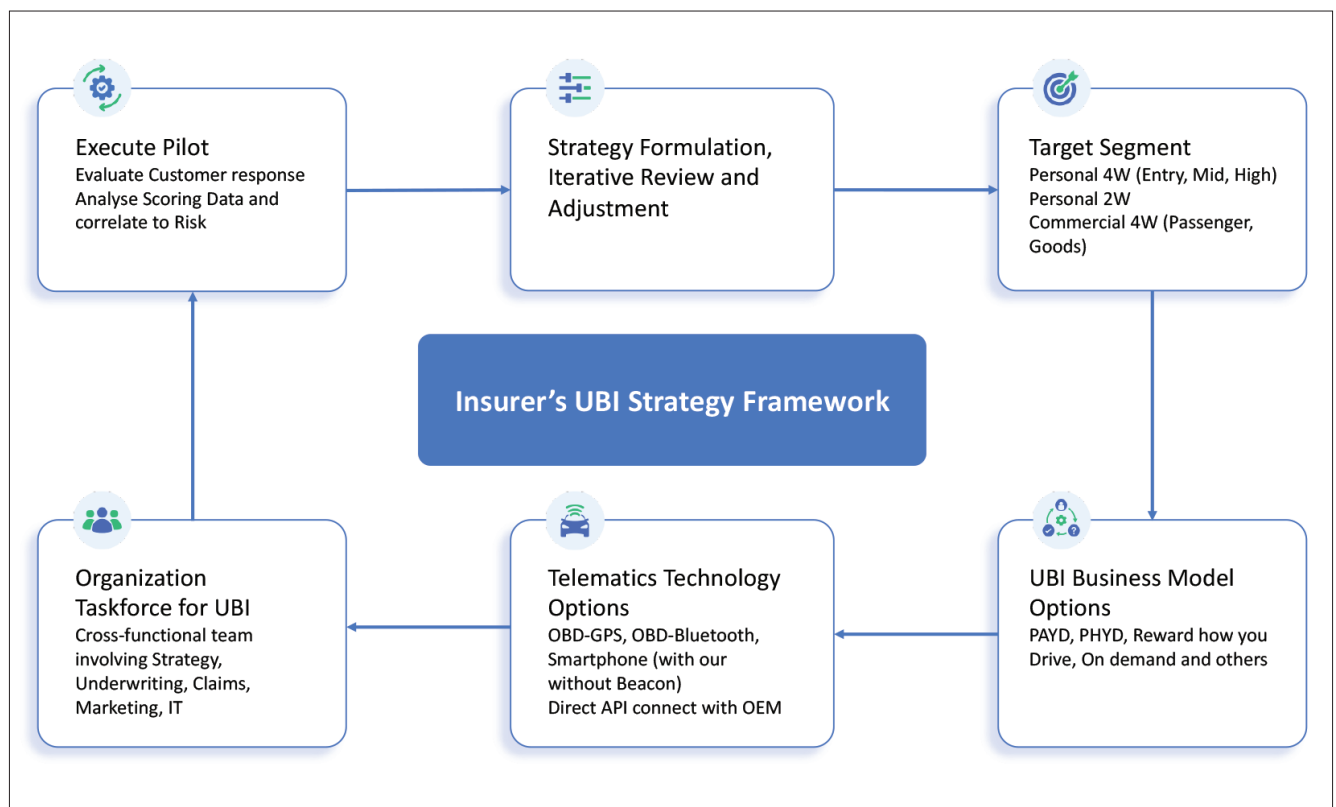 Execute Pilot
Evaluate Customer response
Analyse Scoring Data and
correlate to Risk
Strategy Formulation,
Iterative Review and
Adjustment
Target Segment
Personal 4W (Entry, Mid, High)
Personal 2W
Commercial 4W (Passenger,
Goods)
Insurer’s UBI Strategy Framework
Organization
Taskforce for UBI
Cross-functional team
involving Strategy,
Underwriting, Claims,
Marketing, IT
Telematics Technology
Options
OBD-GPS, OBD-Bluetooth,
Smartphone (with our
without Beacon)
Direct API connect with OEM
UBI Business Model
Options
PAYD, PHYD, Reward how you
Drive, On demand and others